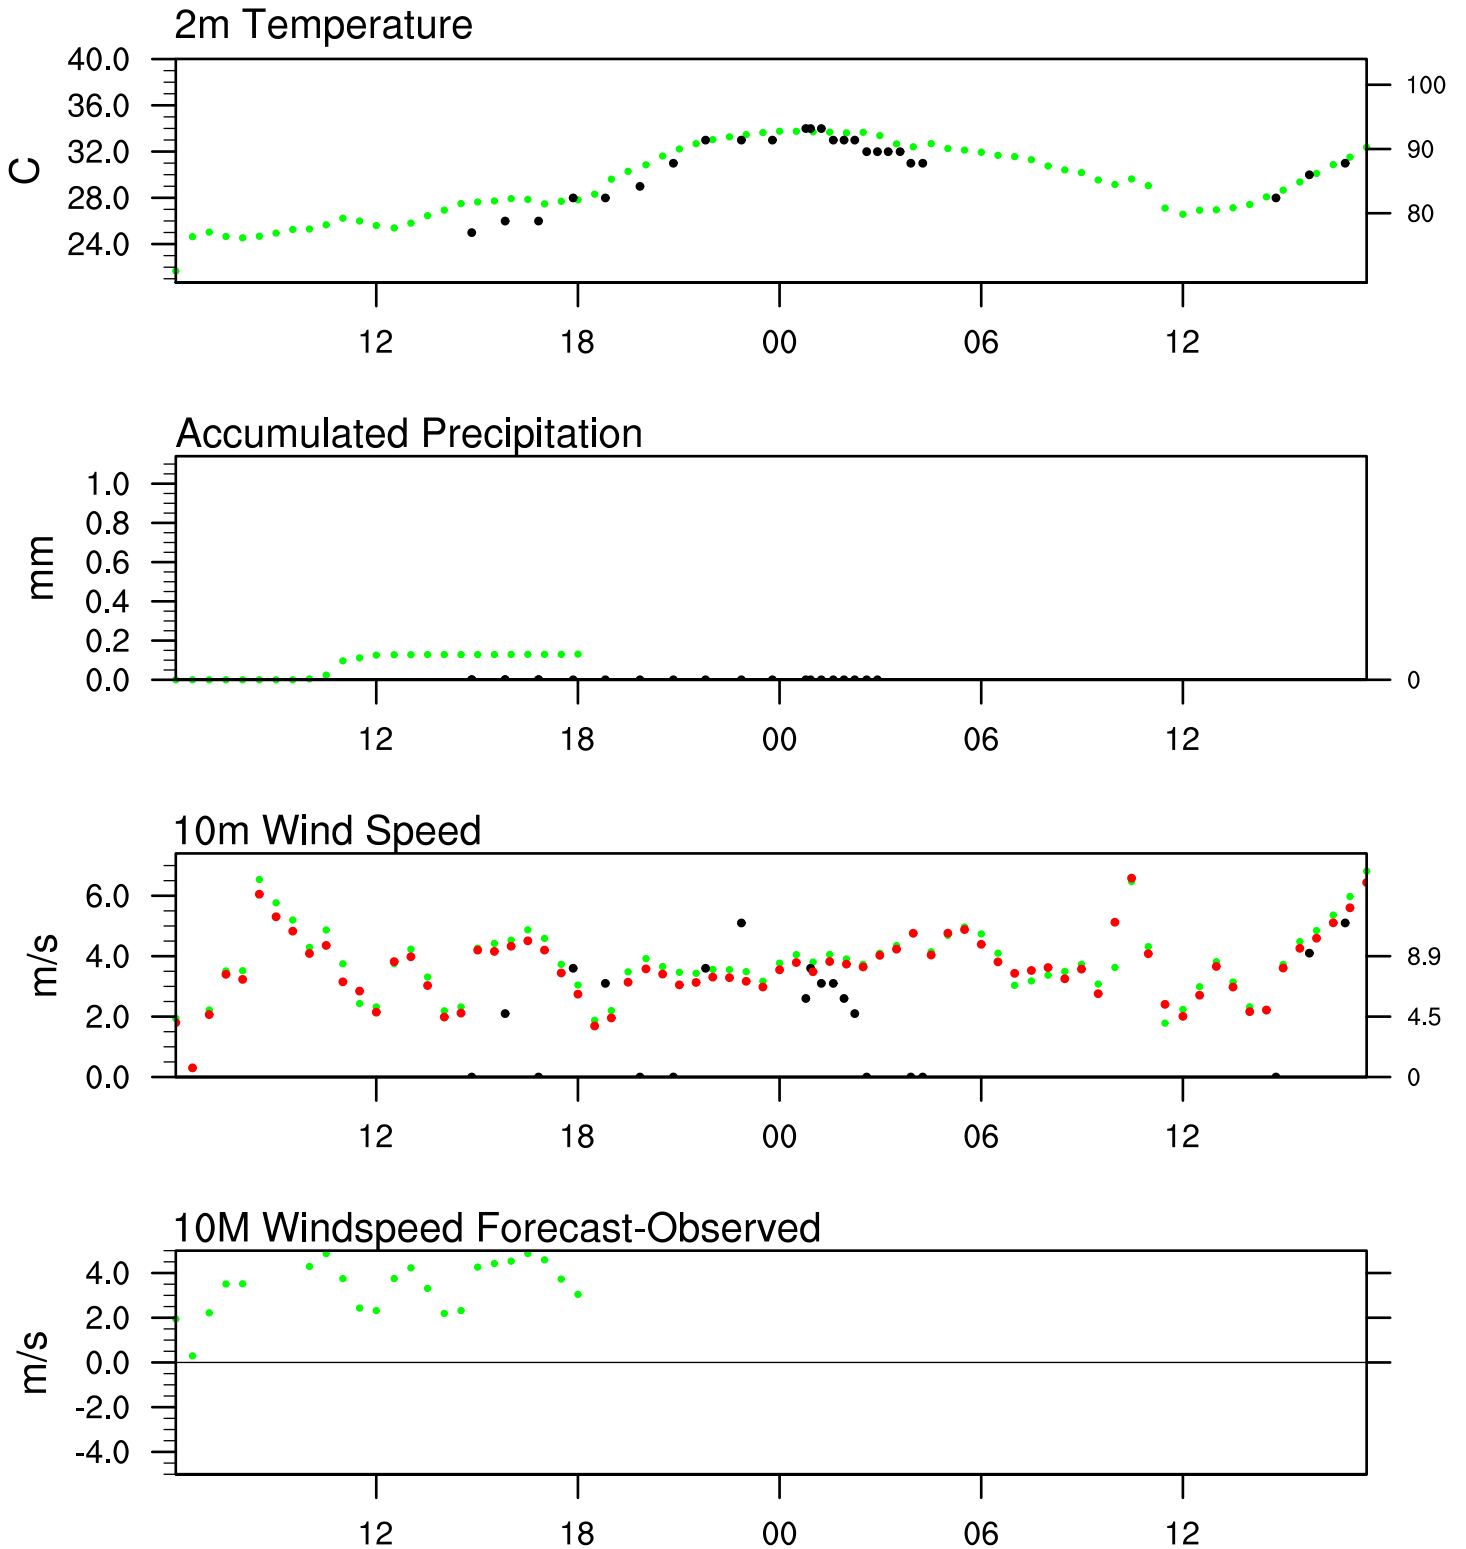 2m Temperature
40.0
36.0
32.0
28.0
24.0
C
100
90
80
12 18 00 06 12
Accumulated Precipitation
1.0
0.8
0.6
0.4
0.2
0.0
mm
0
12 18 00 06 12
10m Wind Speed
6.0
4.0
2.0
0.0
m/s
8.9
4.5
0
12 18 00 06 12
10M Windspeed Forecast-Observed
4.0
2.0
0.0
-2.0
-4.0
m/s
12 18 00 06 12